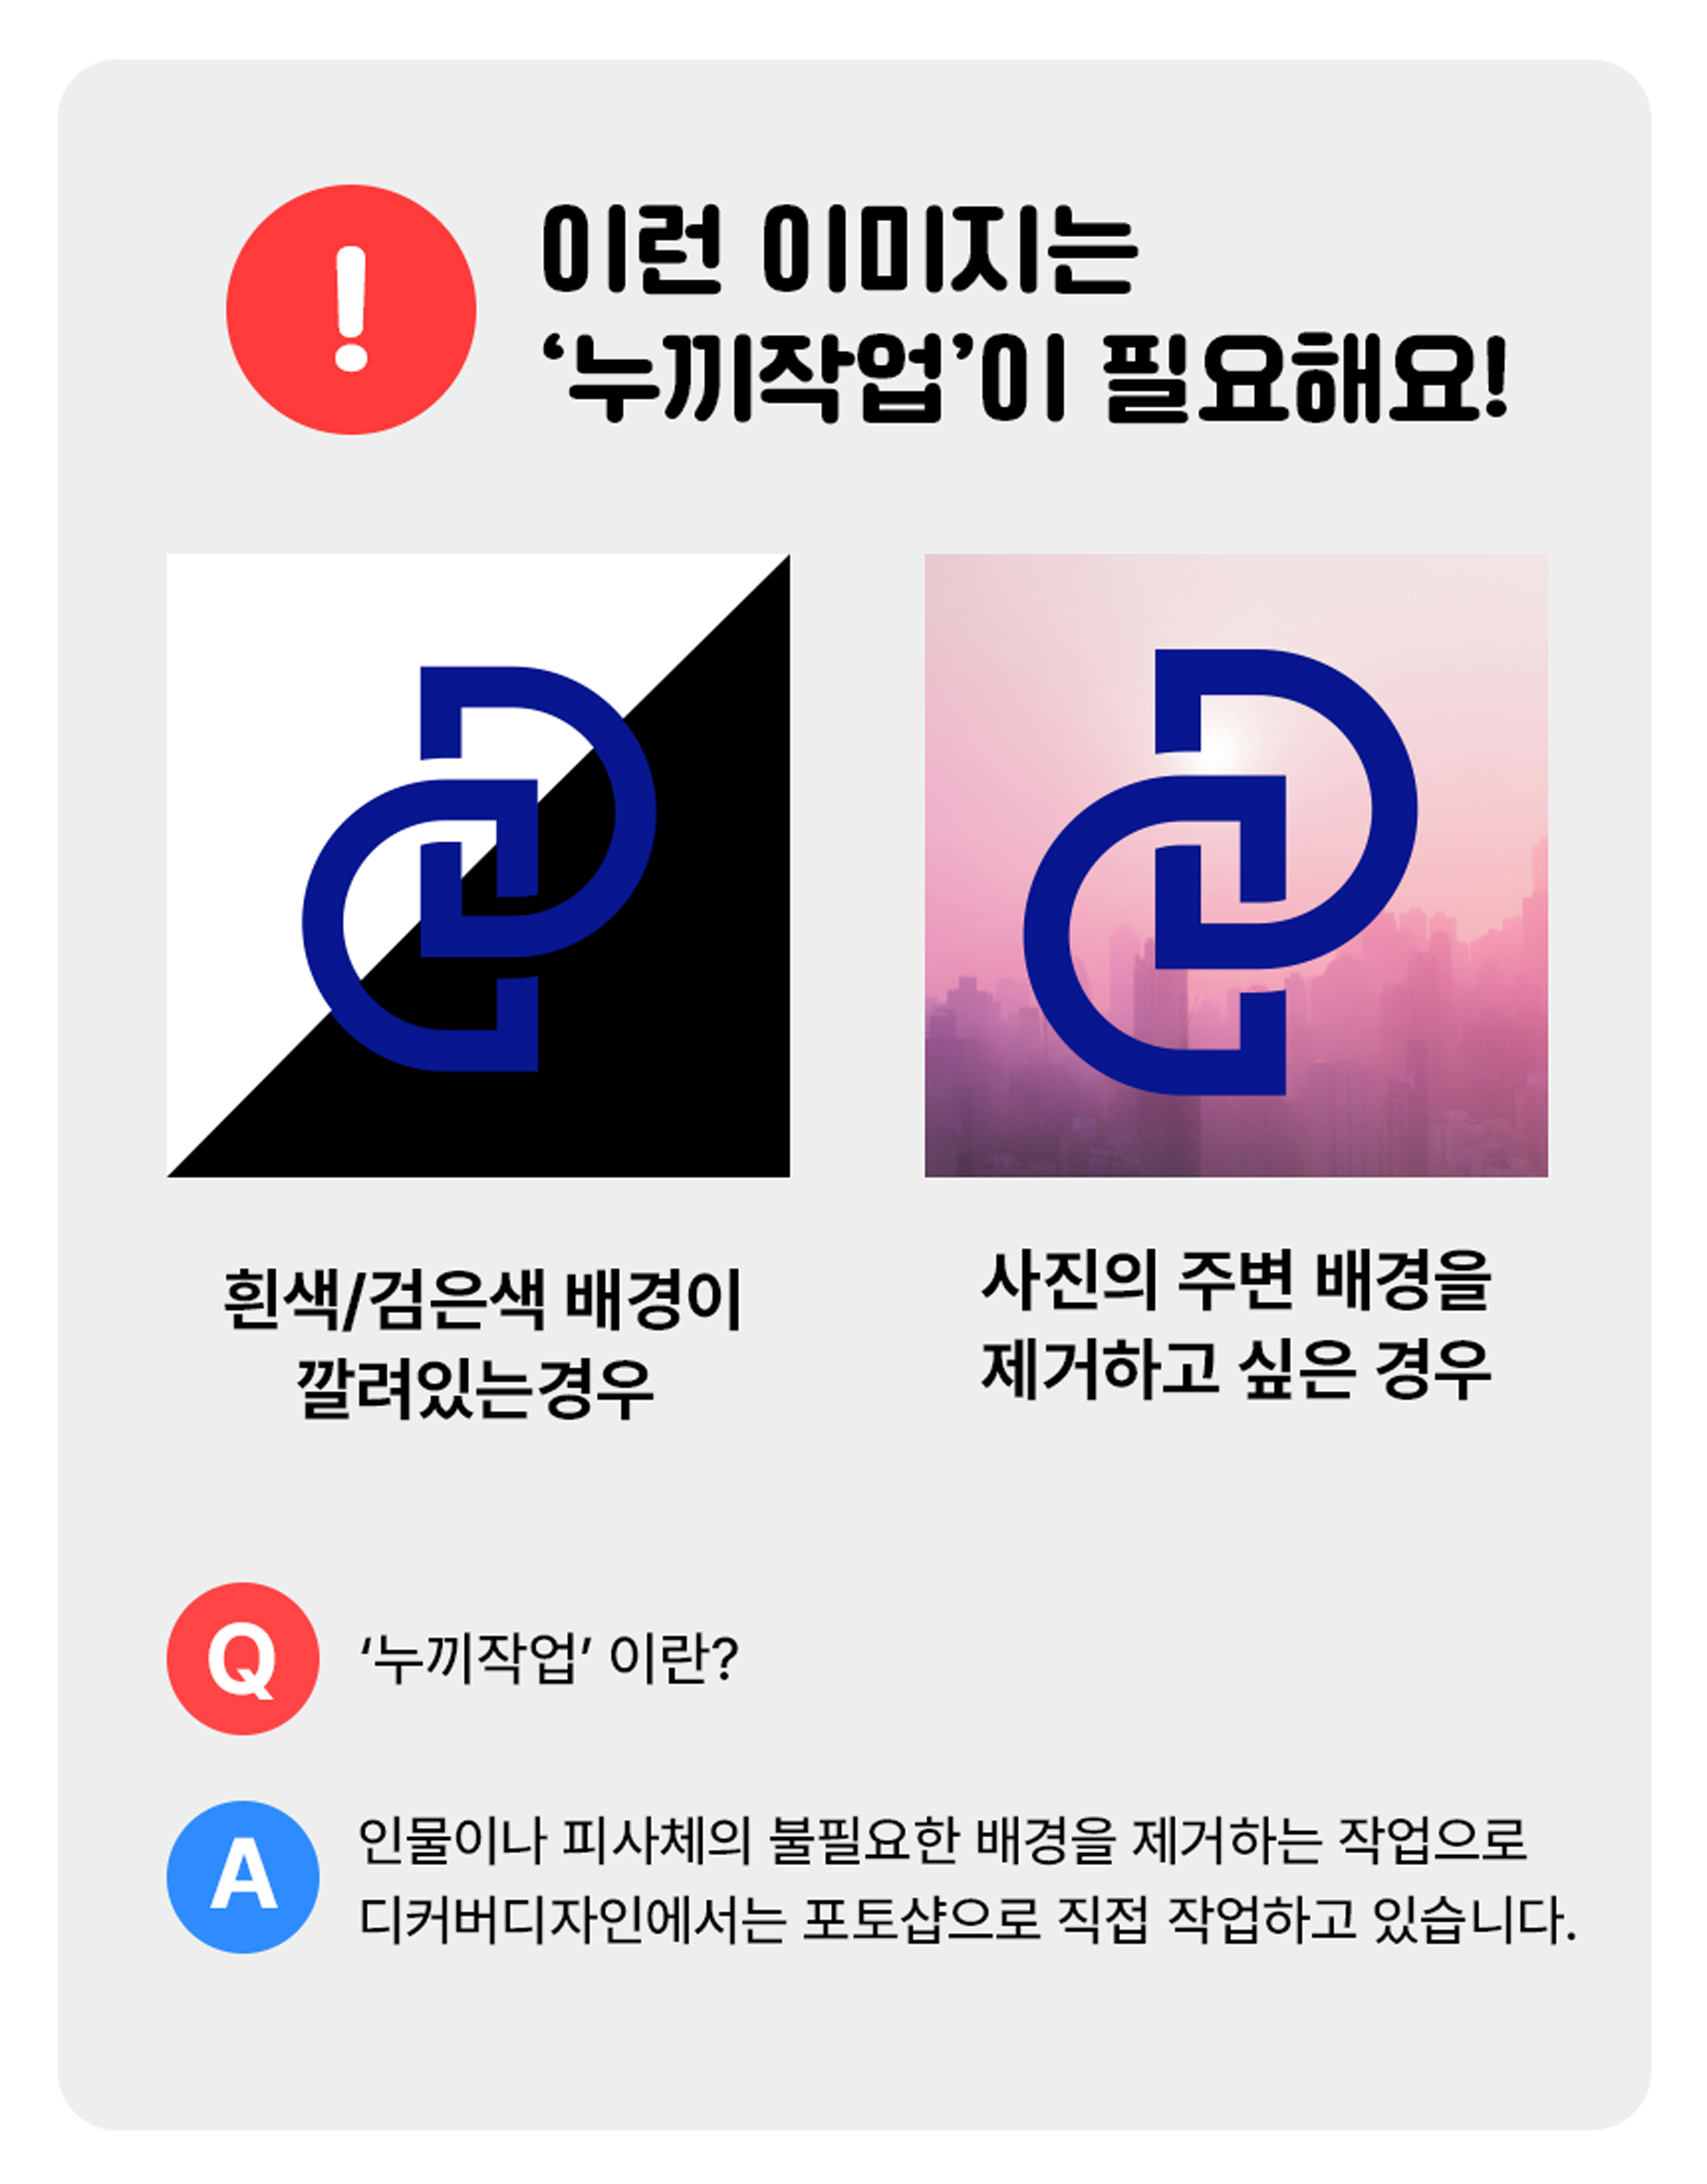 !
이런 이미지는
‘누끼작업’이 필요해요!
흰색/검은색 배경이
깔려있는경우
사진의 주변 배경을
제거하고 싶은 경우
Q
‘누끼작업’ 이란?
A
인물이나 피사체의 불필요한 배경을 제거하는 작업으로
디커버디자인에서는 포토샵으로 직접 작업하고 있습니다.